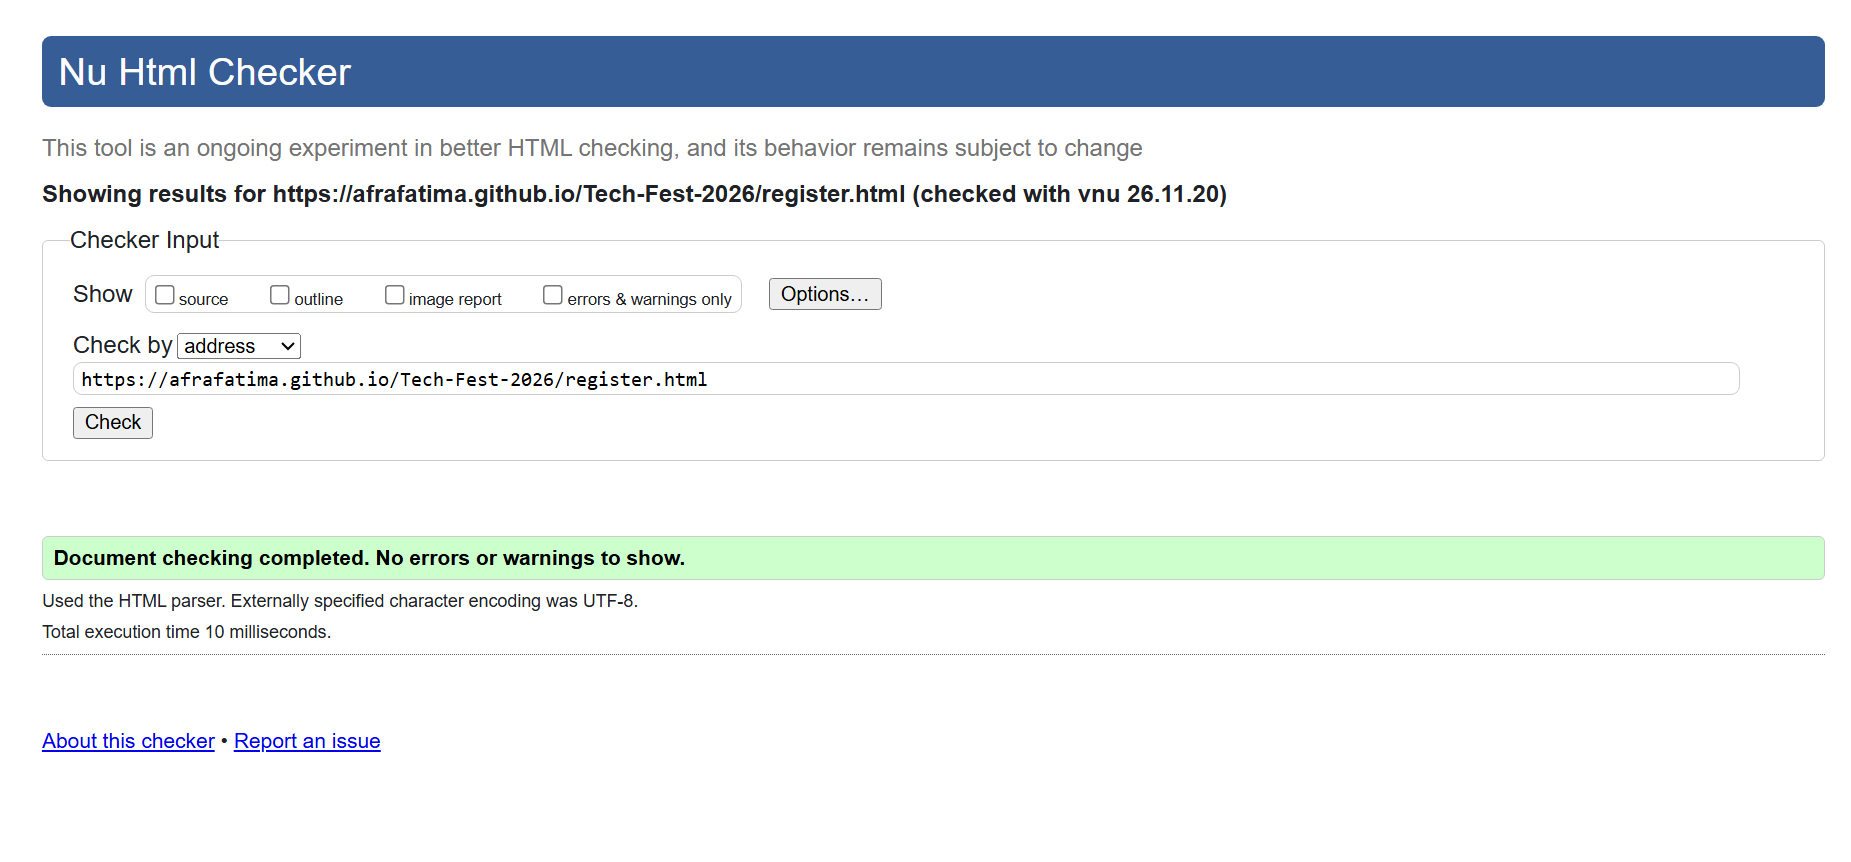 Nu Html Checker
This tool is an ongoing experiment in better HTML checking, and its behavior remains subject to change
Showing results for https://afrafatima.github.io/Tech-Fest-2026/register.html (checked with vnu 26.11.20)
Checker Input
Show source outline image report errors & warnings only Options…
Check by address
https://afrafatima.github.io/Tech-Fest-2026/register.html
Check
Document checking completed. No errors or warnings to show.
Used the HTML parser. Externally specified character encoding was UTF-8.
Total execution time 10 milliseconds.
About this checker • Report an issue